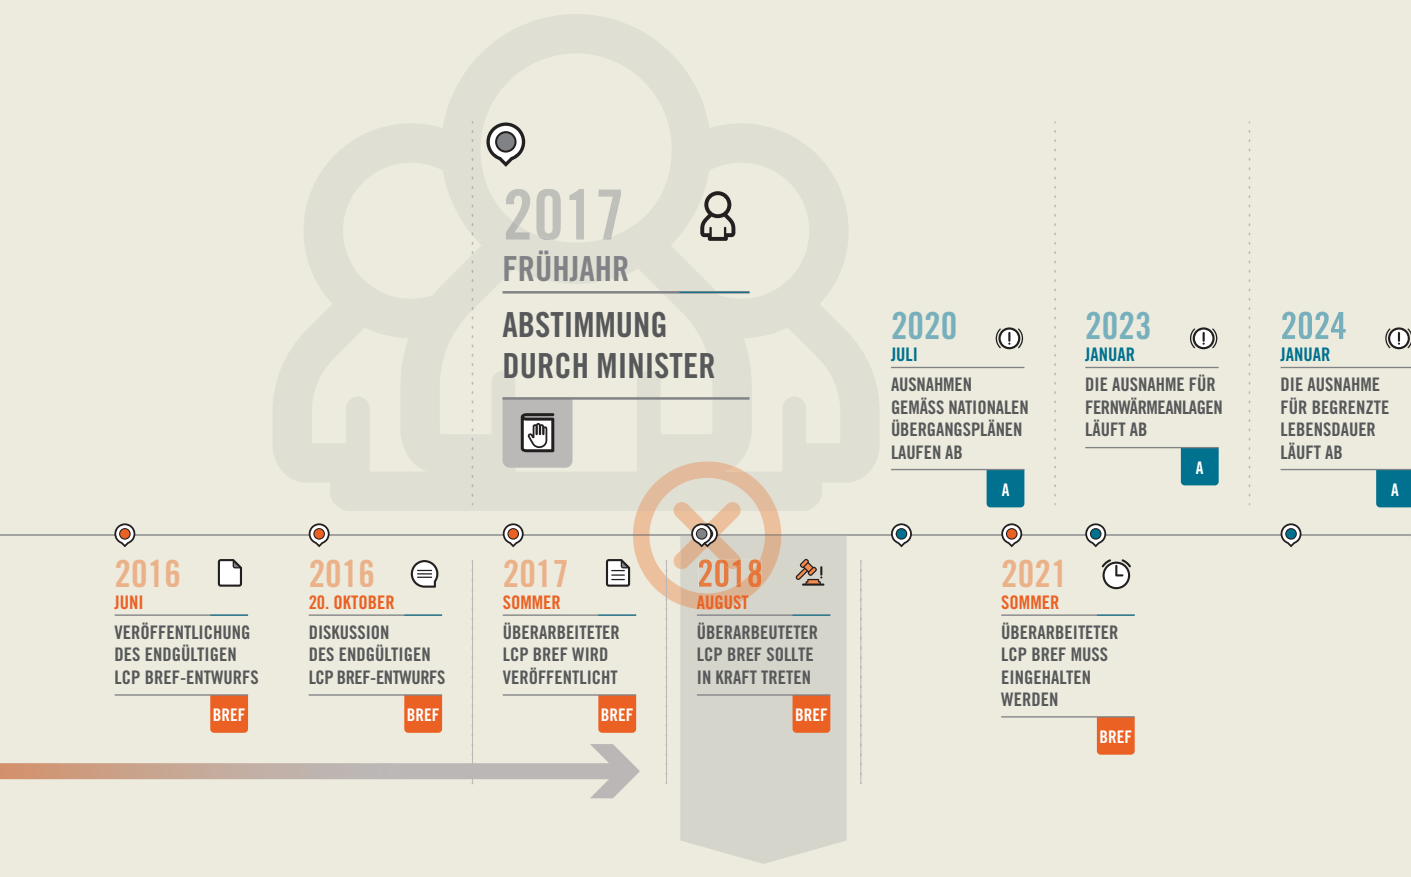 2017
FRÜHJAHR
ABSTIMMUNG
DURCH MINISTER
2020
JULI
AUSNAHMEN
GEMÄSS NATIONALEN
ÜBERGANGSPLÄNEN
LAUFEN AB
A
2023
JANUAR
DIE AUSNAHME FÜR
FERNWÄRMEANLAGEN
LÄUFT AB
A
2024
JANUAR
DIE AUSNAHME
FÜR BEGRENZTE
LEBENSDAUER
LÄUFT AB
A
2016
JUNI
VERÖFFENTLICHUNG
DES ENDGÜLTIGEN
LCP BREF-ENTWURFS
BREF
2016
20. OKTOBER
DISKUSSION
DES ENDGÜLTIGEN
LCP BREF-ENTWURFS
BREF
2017
SOMMER
ÜBERARBEITETER
LCP BREF WIRD
VERÖFFENTLICHT
BREF
2018
AUGUST
ÜBERARBEUTETER
LCP BREF SOLLTE
IN KRAFT TRETEN
BREF
2021
SOMMER
ÜBERARBEITETER
LCP BREF MUSS
EINGEHALTEN
WERDEN
BREF